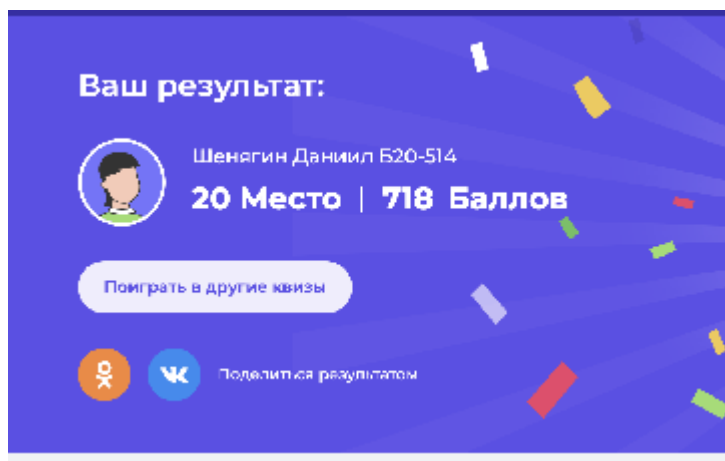 Ваш результат:
Шенягин Даниил Б20-514
20 Место | 718 Баллов
Поиграть в другие квизы
Поделиться результатом